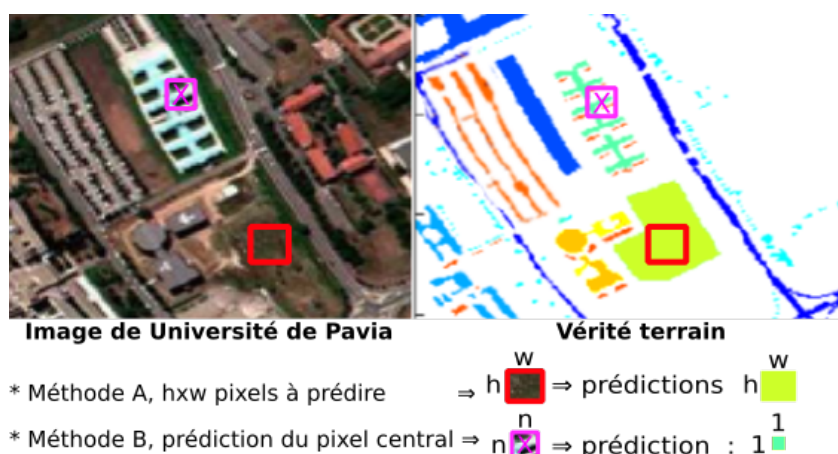 X X
Image de Université de Pavia Vérité terrain
w w
* Méthode A, hxw pixels à prédire ⇒ h ⇒ prédictions h
n 1
* Méthode B, prédiction du pixel central ⇒ n X ⇒ prédiction : 1